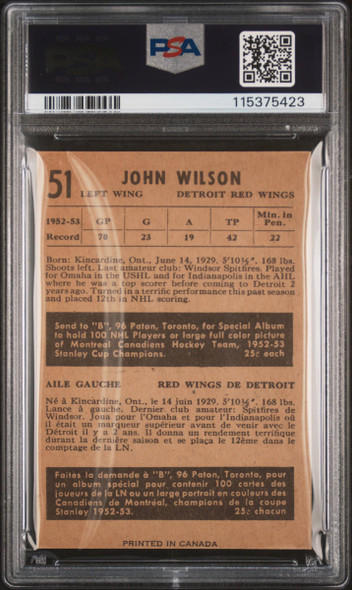 PSA
115375423
51 JOHN WILSON
LEFT WING DETROIT RED WINGS
1952-53 GP G A TP Min. in
Pen.
Record 70 23 19 42 22
Born: Kincardine, Ont., June 14, 1929. 5'10½". 168 lbs.
Shoots left. Last amateur club: Windsor Spitfires. Played
for Omaha in the USHL and for Indianapolis in the AHL
where he was a top scorer before coming to Detroit 2
years ago. Turned in a terrific performance this past season
and placed 12th in NHL scoring.
Send to "B", 96 Paton, Toronto, for Special Album
to hold 100 NHL Players or large full color picture
of Montreal Canadiens Hockey Team, 1952-53
Stanley Cup Champions. 25c each
AILE GAUCHE RED WINGS DE DETROIT
Né à Kincardine, Ont., le 14 juin 1929. 5'10½". 168 lbs.
Lance à gauche. Dernier club amateur: Spitfires de
Windsor. Joua pour l'Omaha et pour l'Indianapolis où
il était un marqueur supérieur avant de venir avec le
Détroit il y a 2 ans. Il donna un rendement terrifique
durant la dernière saison et se plaça le 12ème dans le
comptage de la LN.
Faites la demande à "B", 96 Paton, Toronto, pour
un album spécial pour contenir 100 cartes des
joueurs de la LN ou un large portrait en couleurs des
Canadiens de Montréal, champions de la coupe
Stanley 1952-53. 25c chacun
PRINTED IN CANADA